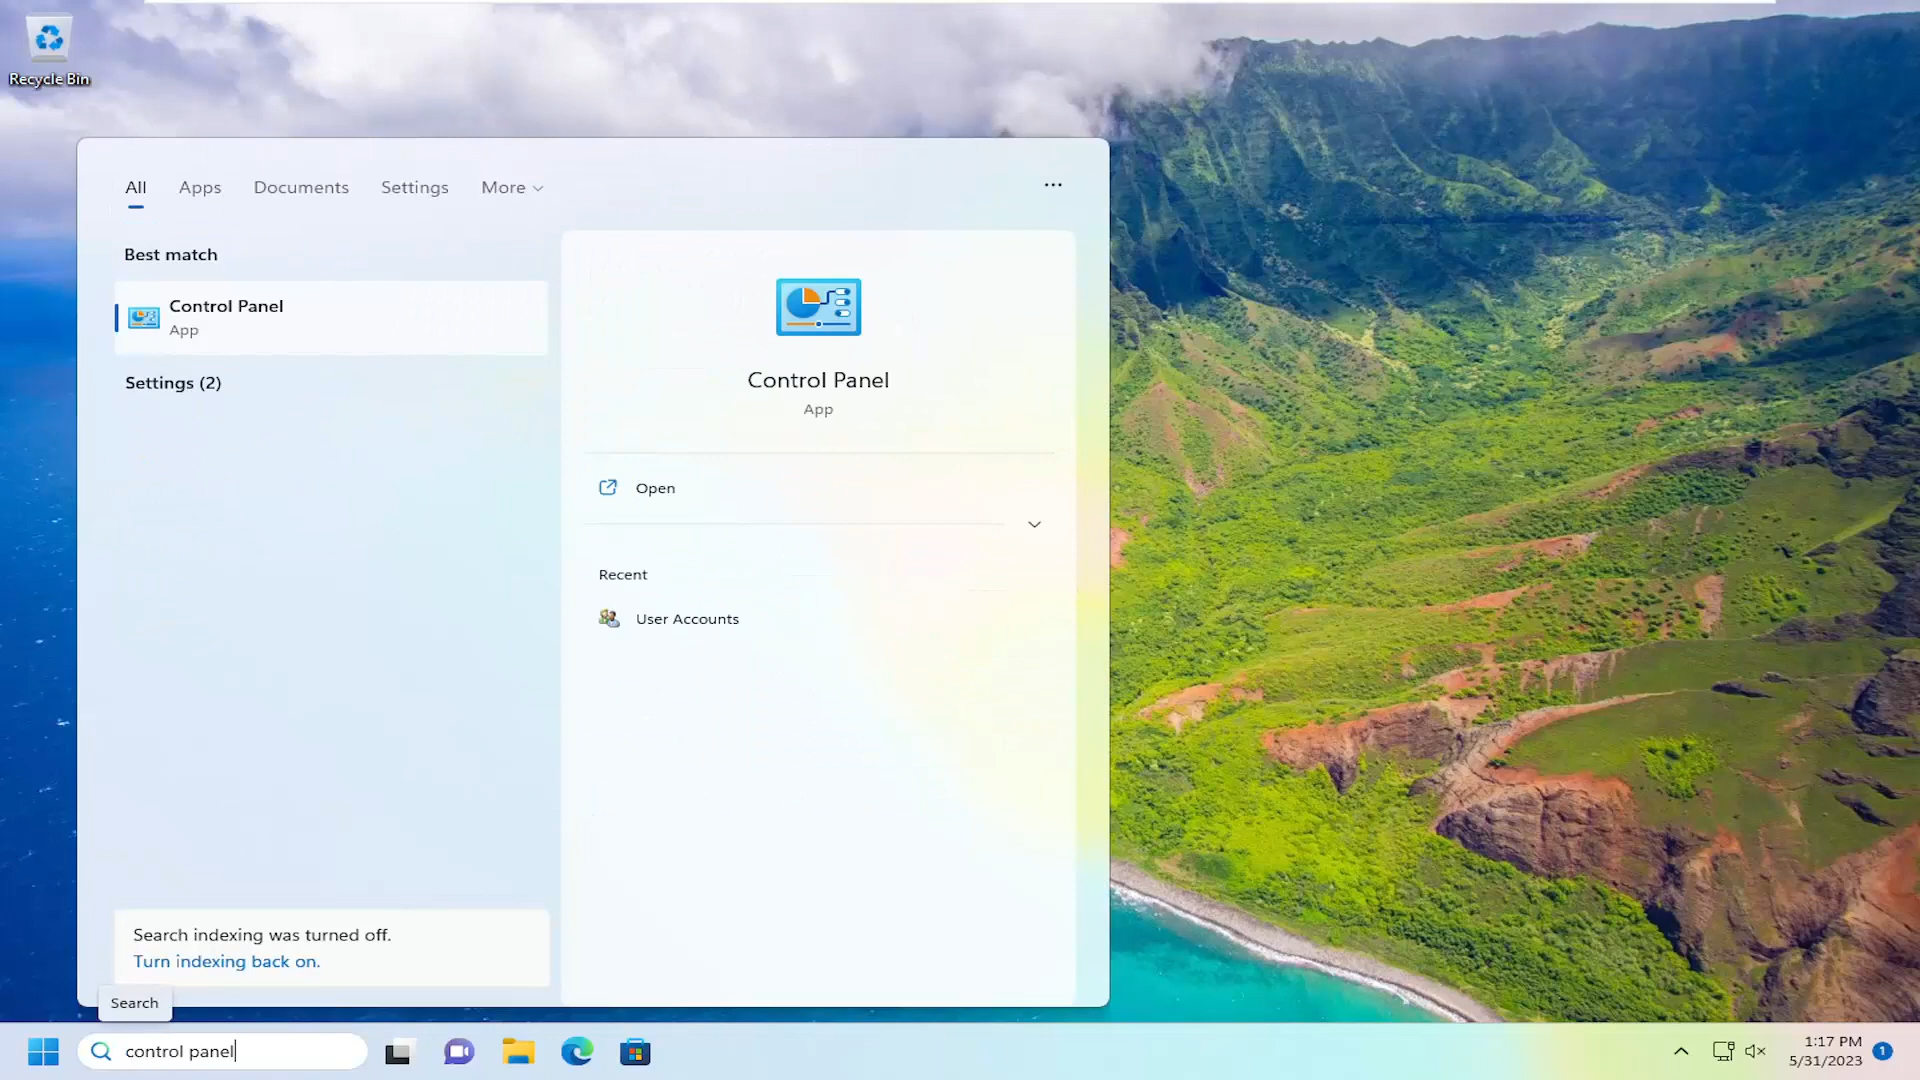 Recycle Bin
All Apps Documents Settings More
Best match
Control Panel
App
Settings (2)
Control Panel
App
Open
Recent
User Accounts
Search indexing was turned off.
Turn indexing back on.
Search
control panel
1:17 PM
5/31/2023
1